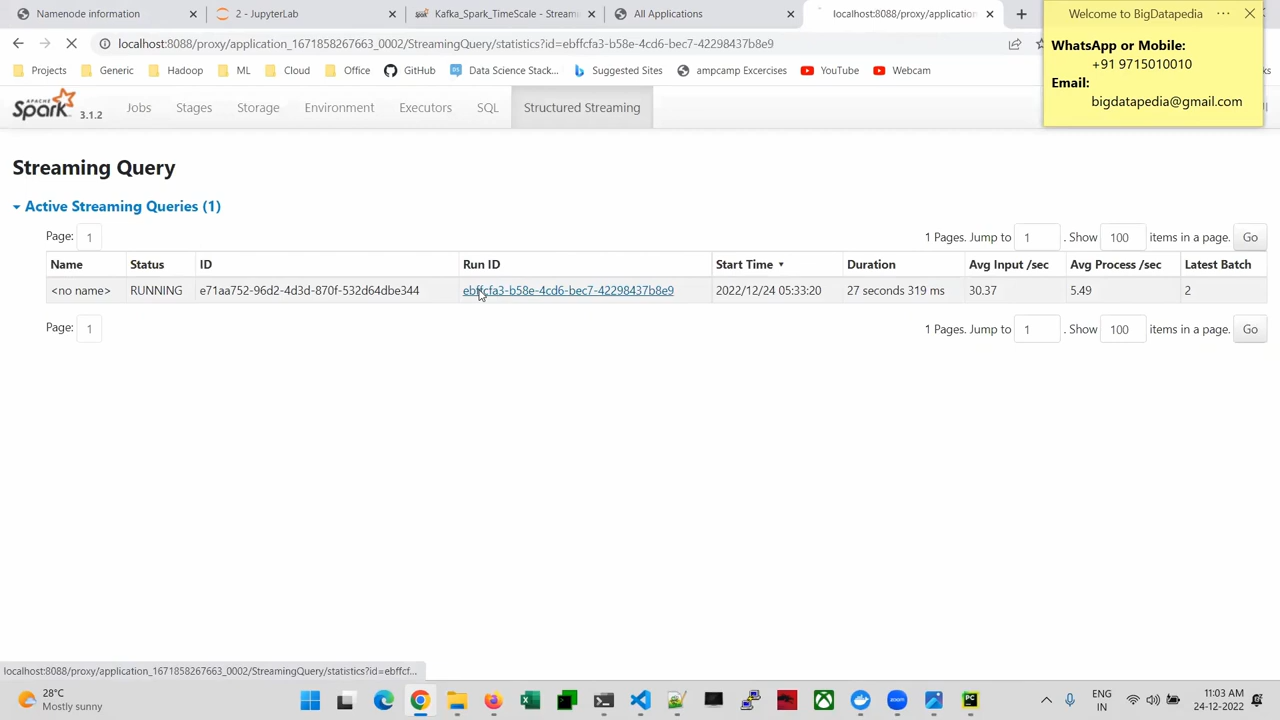 Namenode information
2 - JupyterLab
Kafka_Spark_TimeScale - Streami
All Applications
localhost:8088/proxy/application
Welcome to BigDatapedia
localhost:8088/proxy/application_1671858267663_0002/StreamingQuery/statistics?id=ebffcfa3-b58e-4cd6-bec7-42298437b8e9
WhatsApp or Mobile:
+91 9715010010
Email:
bigdatapedia@gmail.com
Projects Generic Hadoop ML Cloud Office GitHub Data Science Stack... Suggested Sites ampcamp Excercises YouTube Webcam
APACHE Spark 3.1.2 Jobs Stages Storage Environment Executors SQL Structured Streaming
Streaming Query
Active Streaming Queries (1)
Page: 1 1 Pages. Jump to 1 . Show 100 items in a page. Go
Name Status ID Run ID Start Time Duration Avg Input /sec Avg Process /sec Latest Batch
<no name> RUNNING e71aa752-96d2-4d3d-870f-532d64dbe344 ebffcfa3-b58e-4cd6-bec7-42298437b8e9 2022/12/24 05:33:20 27 seconds 319 ms 30.37 5.49 2
Page: 1 1 Pages. Jump to 1 . Show 100 items in a page. Go
localhost:8088/proxy/application_1671858267663_0002/StreamingQuery/statistics?id=ebffcf...
28°C
Mostly sunny
ENG
IN
11:03 AM
24-12-2022